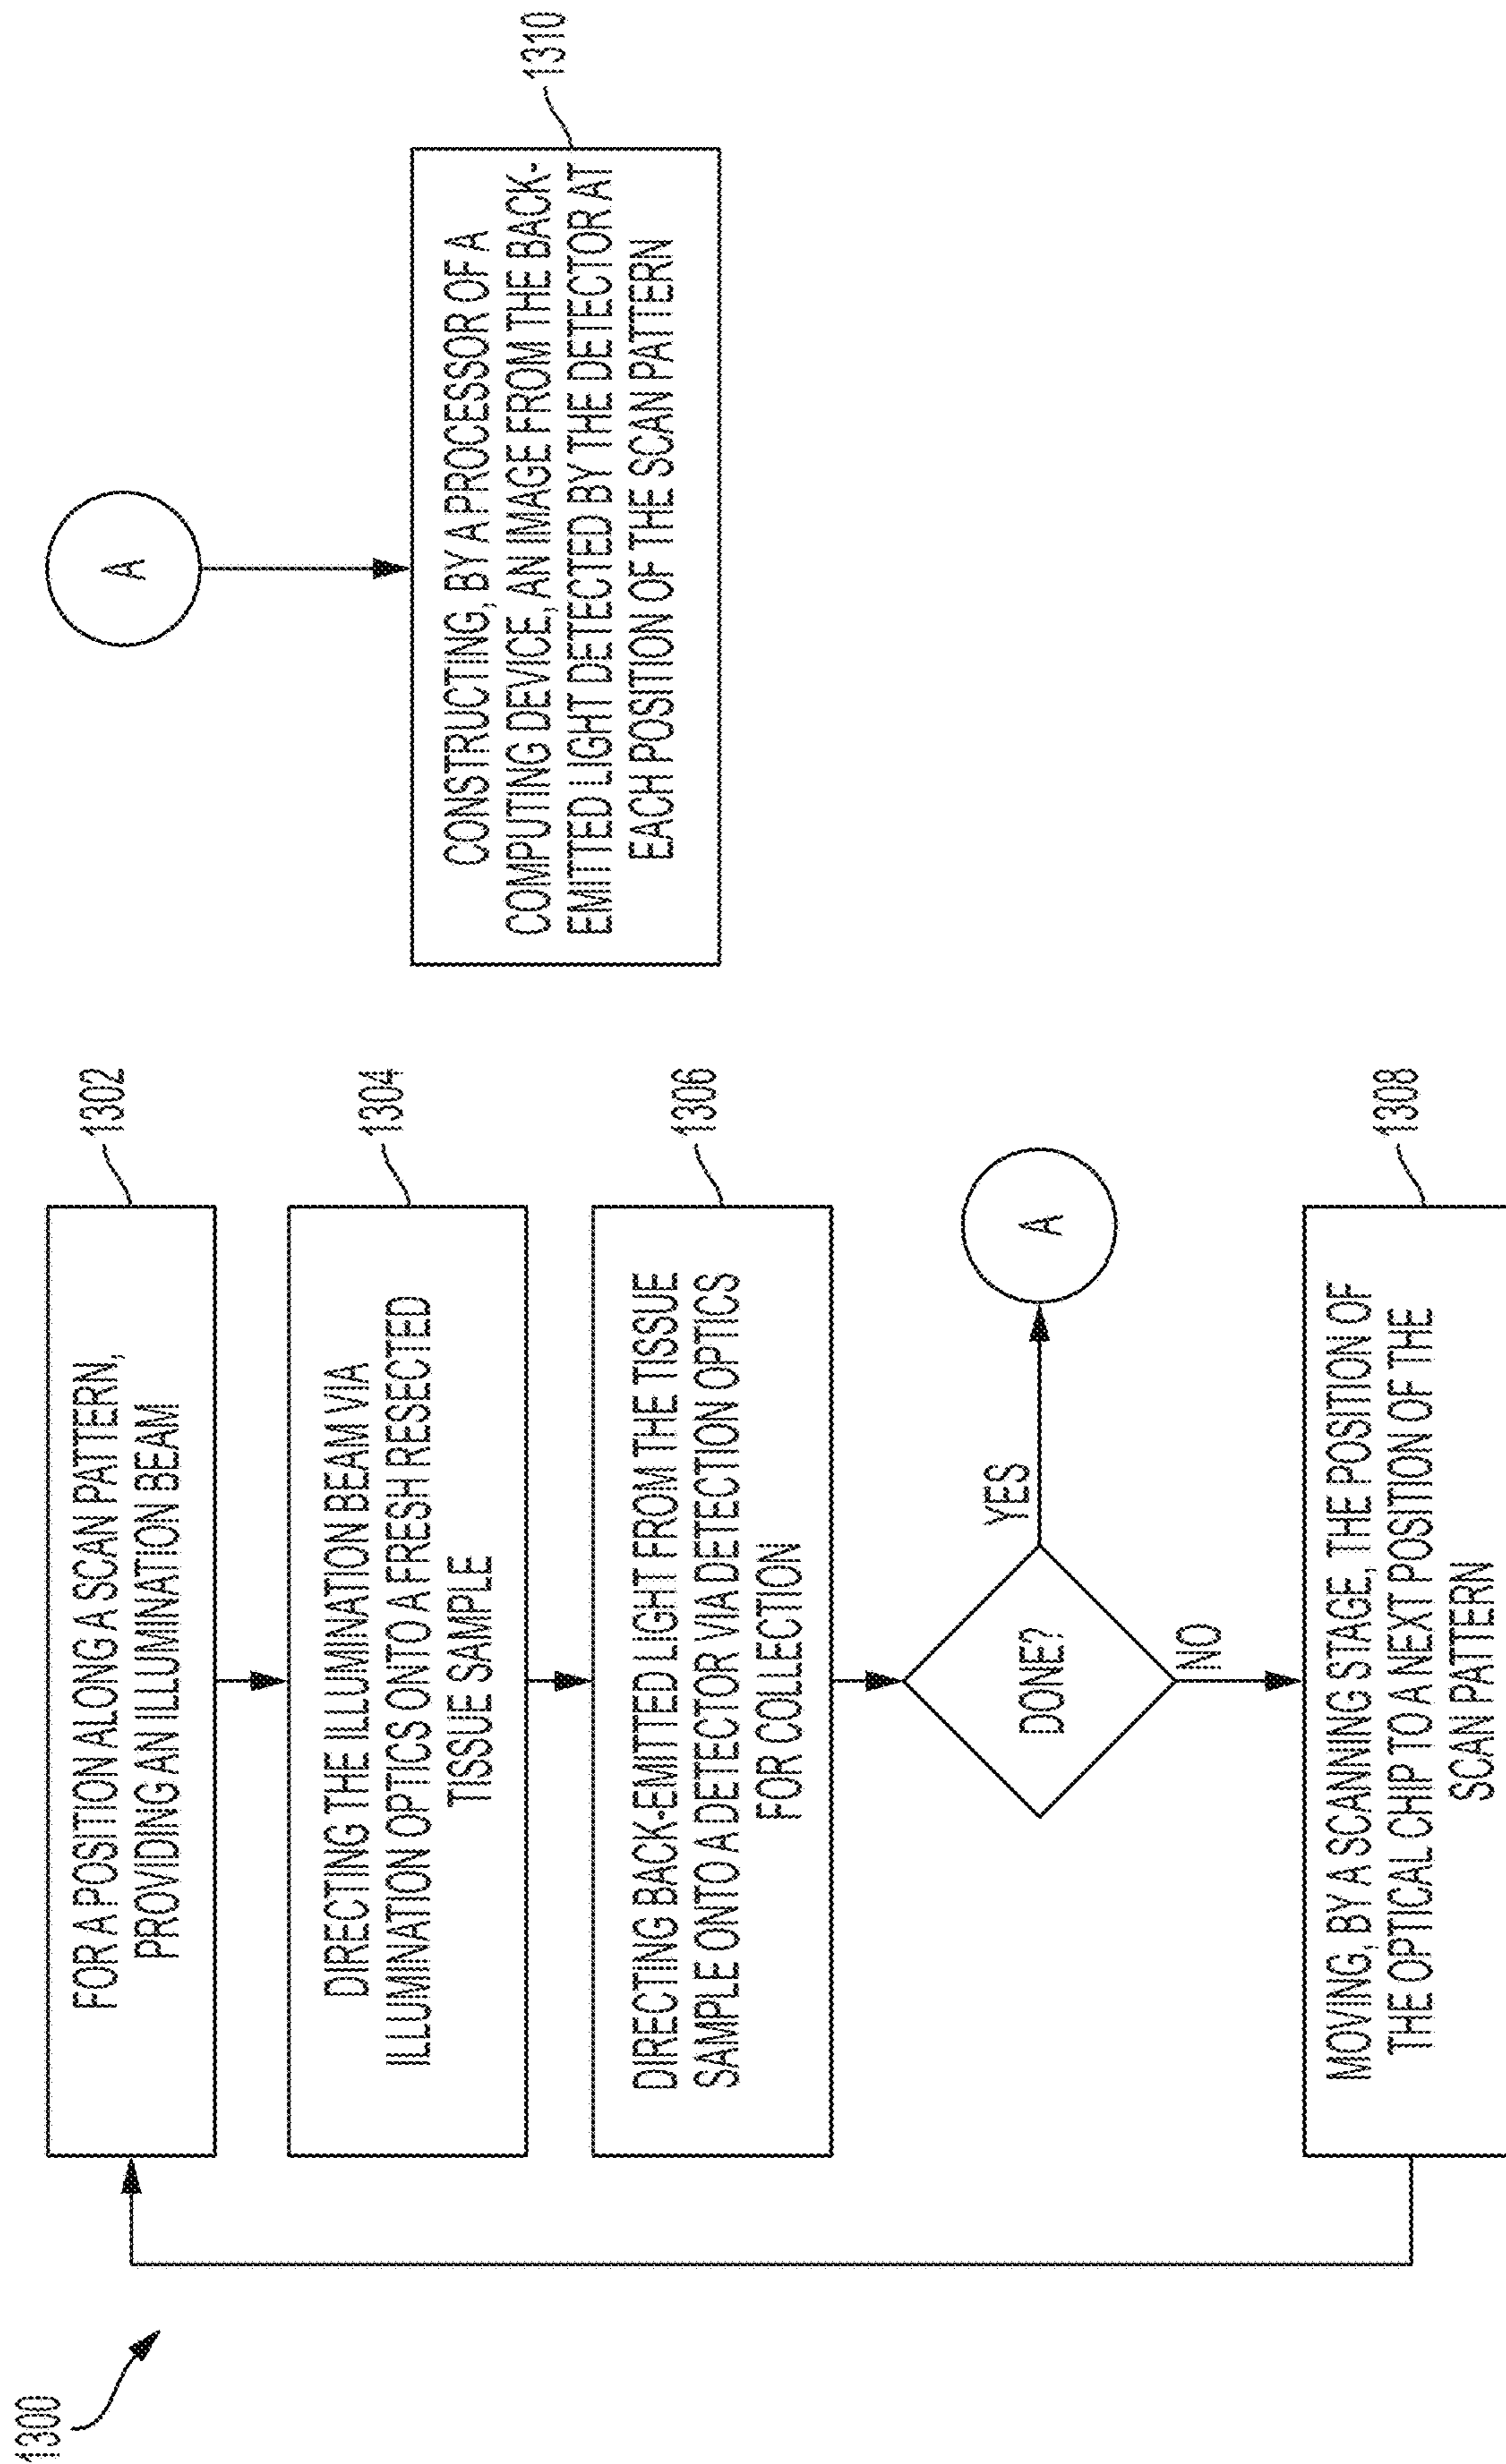 1300
FOR A POSITION ALONG A SCAN PATTERN,
PROVIDING AN ILLUMINATION BEAM
1302
DIRECTING THE ILLUMINATION BEAM VIA
ILLUMINATION OPTICS ONTO A FRESH RESECTED
TISSUE SAMPLE
1304
DIRECTING BACK-EMITTED LIGHT FROM THE TISSUE
SAMPLE ONTO A DETECTOR VIA DETECTION OPTICS
FOR COLLECTION
1306
DONE?
YES
A
NO
MOVING, BY A SCANNING STAGE, THE POSITION OF
THE OPTICAL CHIP TO A NEXT POSITION OF THE
SCAN PATTERN
1308
A
CONSTRUCTING, BY A PROCESSOR OF A
COMPUTING DEVICE, AN IMAGE FROM THE BACK-
EMITTED LIGHT DETECTED BY THE DETECTOR AT
EACH POSITION OF THE SCAN PATTERN
1310